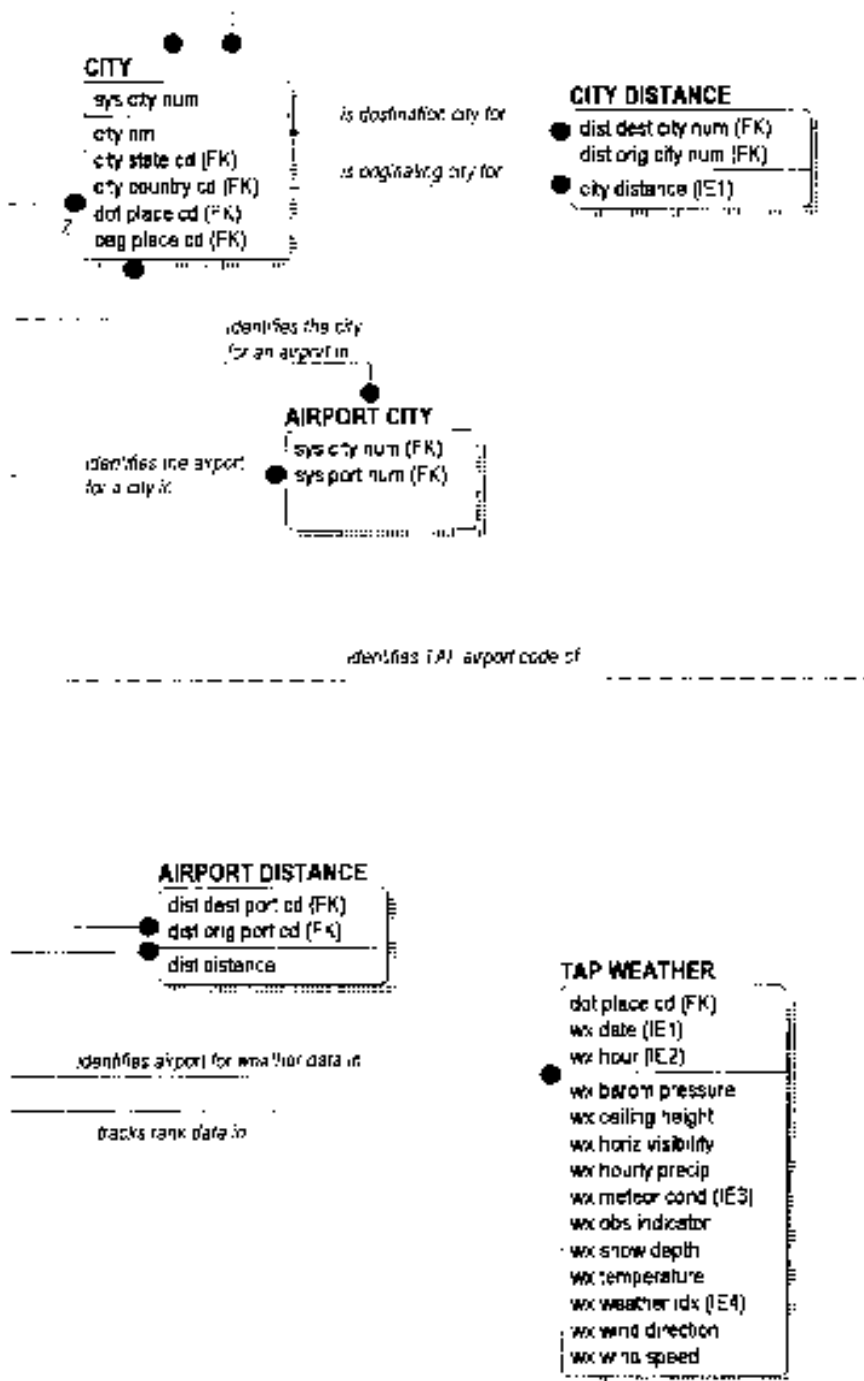 CITY
sys city num
city nm
city state cd (FK)
city country cd (FK)
dot place cd (FK)
oag place cd (FK)
Z
is destination city for
is originating city for
CITY DISTANCE
dist dest city num (FK)
dist orig city num (FK)
city distance (IE1)
identifies the city
for an airport in
AIRPORT CITY
sys city num (FK)
sys port num (FK)
identifies the airport
for a city in
identifies TAF airport code of
AIRPORT DISTANCE
dist dest port cd (FK)
dist orig port cd (FK)
dist distance
identifies airport for weather data in
tracks rank data in
TAP WEATHER
dot place cd (FK)
wx date (IE1)
wx hour (IE2)
wx barom pressure
wx ceiling height
wx horiz visibility
wx hourly precip
wx meteor cond (IE3)
wx obs indicator
wx snow depth
wx temperature
wx weather idx (IE4)
wx wind direction
wx wind speed